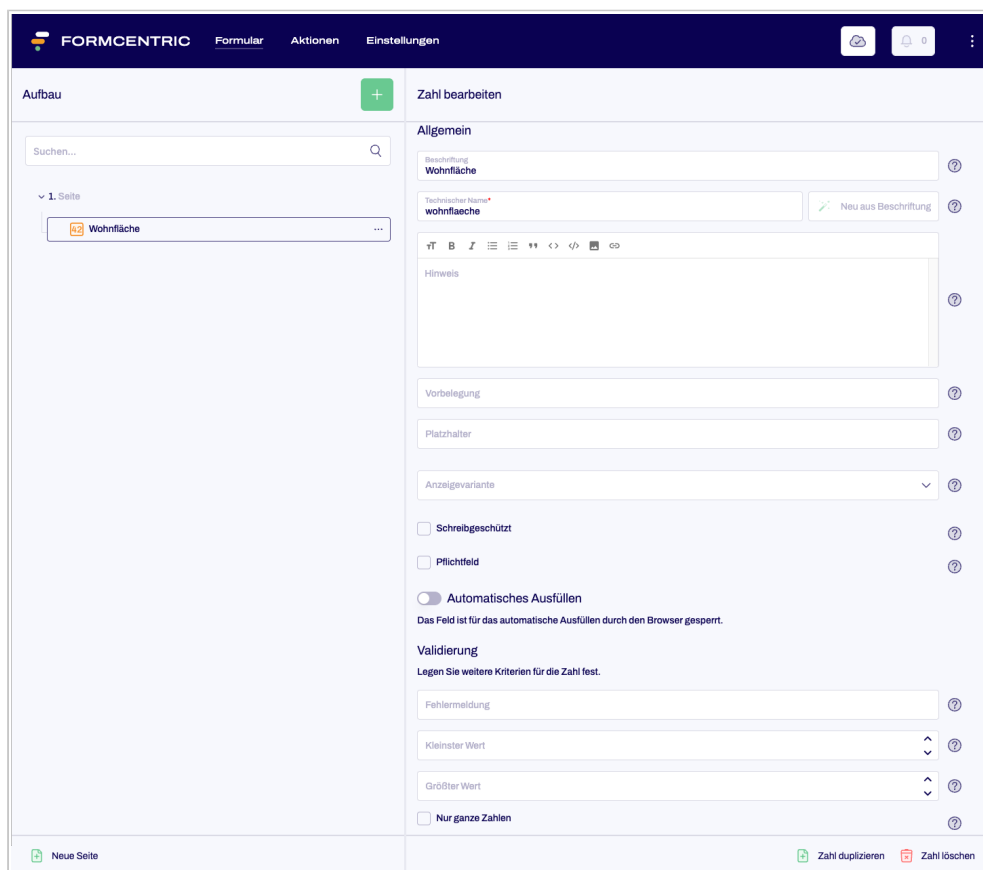 FORMCENTRIC Formular Aktionen Einstellungen 0
Aufbau
Suchen...
1. Seite
42 Wohnfläche
Neue Seite
Zahl bearbeiten
Allgemein
Beschriftung
Wohnfläche
Technischer Name*
wohnflaeche
Neu aus Beschriftung
Hinweis
Vorbelegung
Platzhalter
Anzeigevariante
Schreibgeschützt
Pflichtfeld
Automatisches Ausfüllen
Das Feld ist für das automatische Ausfüllen durch den Browser gesperrt.
Validierung
Legen Sie weitere Kriterien für die Zahl fest.
Fehlermeldung
Kleinster Wert
Größter Wert
Nur ganze Zahlen
Zahl duplizieren Zahl löschen